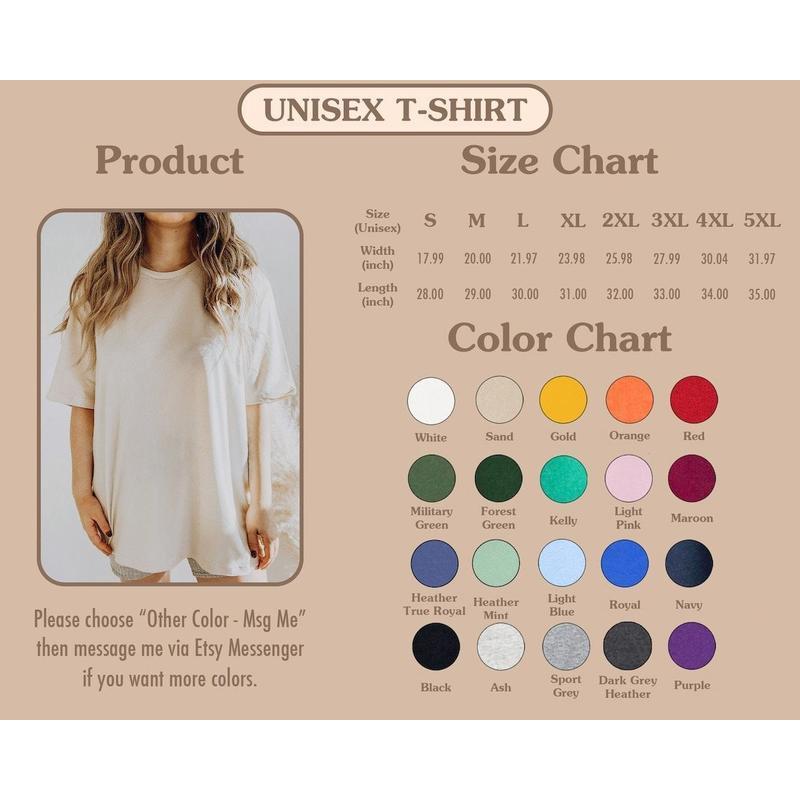 UNISEX T-SHIRT
Product
Please choose “Other Color - Msg Me”
then message me via Etsy Messenger
if you want more colors.
Size Chart
Size (Unisex) S M L XL 2XL 3XL 4XL 5XL
Width (inch) 17.99 20.00 21.97 23.98 25.98 27.99 30.04 31.97
Length (inch) 28.00 29.00 30.00 31.00 32.00 33.00 34.00 35.00
Color Chart
White Sand Gold Orange Red
Military Green Forest Green Kelly Light Pink Maroon
Heather True Royal Heather Mint Light Blue Royal Navy
Black Ash Sport Grey Dark Grey Heather Purple